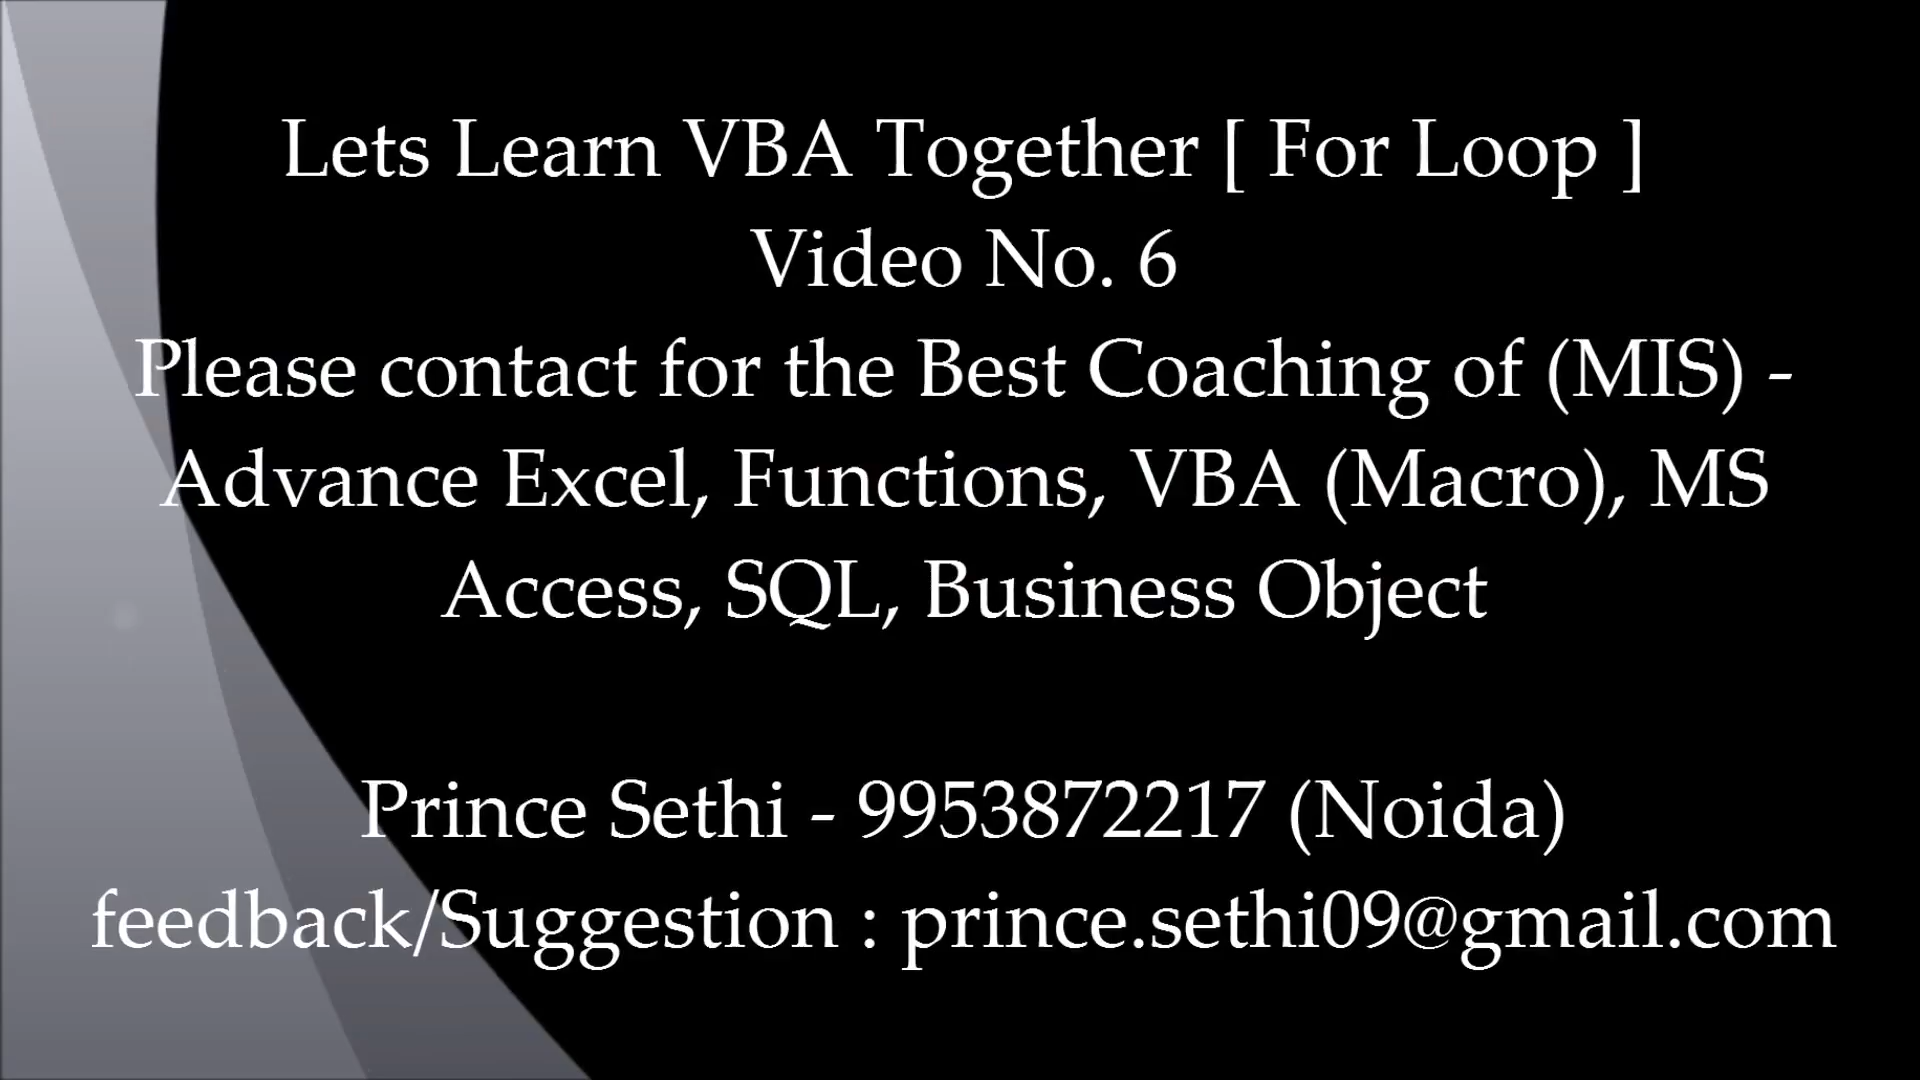 Lets Learn VBA Together [ For Loop ]
Video No. 6
Please contact for the Best Coaching of (MIS) -
Advance Excel, Functions, VBA (Macro), MS
Access, SQL, Business Object
Prince Sethi - 9953872217 (Noida)
feedback/Suggestion : prince.sethi09@gmail.com